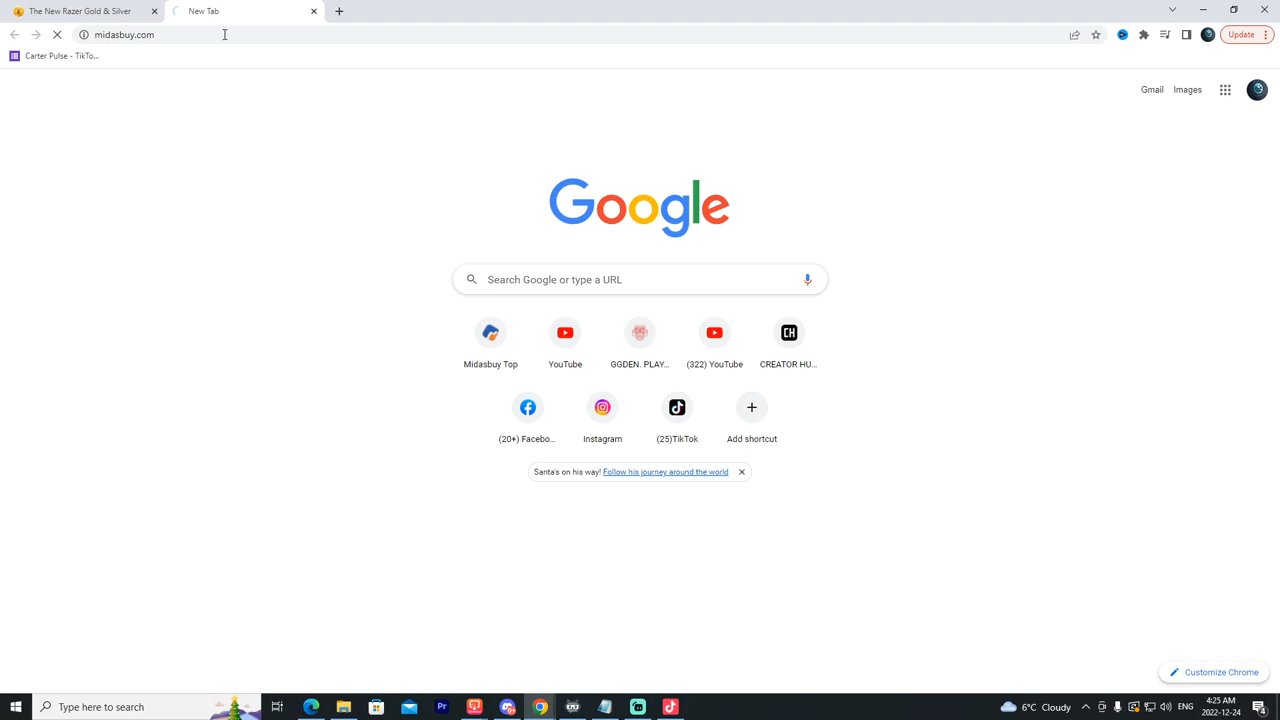 The New Razer Gold & Silver
New Tab
midasbuy.com
Update
Carter Pulse - TikTo...
Gmail
Images
Google
Search Google or type a URL
Midasbuy Top
YouTube
GGDEN. PLAY...
(322) YouTube
CREATOR HU...
(20+) Facebo...
Instagram
(25)TikTok
Add shortcut
Santa's on his way! Follow his journey around the world
Customize Chrome
Type here to search
6°C Cloudy
ENG
4:25 AM
2022-12-24